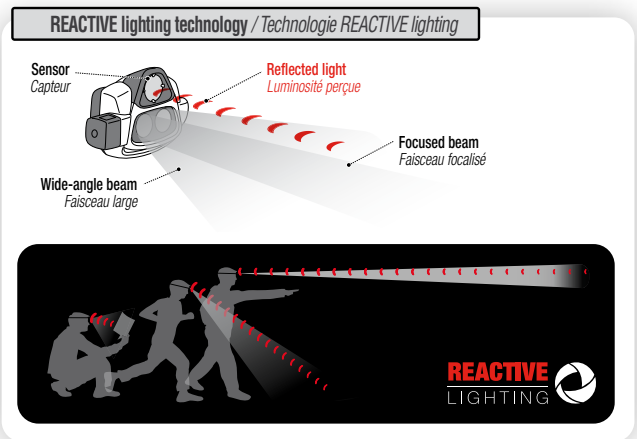 REACTIVE lighting technology / Technologie REACTIVE lighting
Sensor
Capteur
Reflected light
Luminosité perçue
Focused beam
Faisceau focalisé
Wide-angle beam
Faisceau large
REACTIVE
LIGHTING